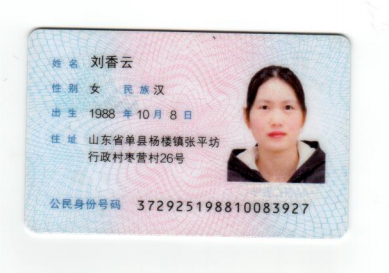 姓名 刘香云
性别 女 民族 汉
出生 1988 年 10 月 8 日
住址 山东省单县杨楼镇张平坊
行政村枣营村26号
公民身份号码 372925198810083927